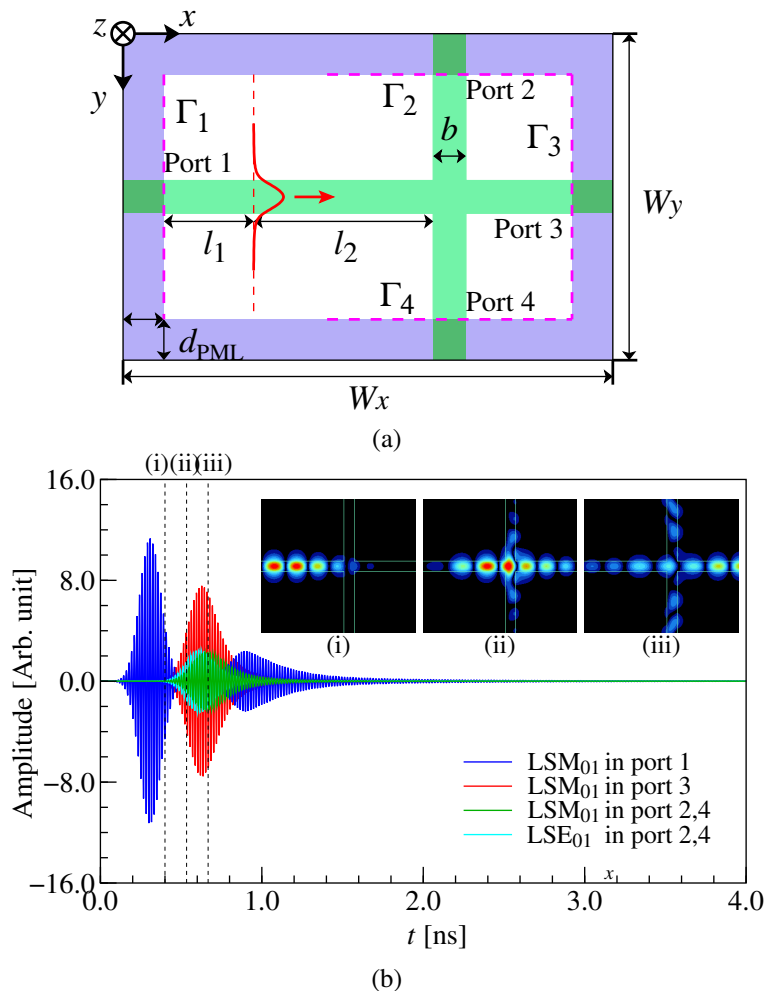 z x
y
Γ1 Γ2 Port 2
Γ3
b
Port 1
Wy
l1 l2 Port 3
Γ4 Port 4
dPML
Wx
(a)
(i) (ii) (iii)
16.0
8.0
0.0
−8.0
−16.0
Amplitude [Arb. unit]
(i) (ii) (iii)
LSM01 in port 1
LSM01 in port 3
LSM01 in port 2,4
LSE01 in port 2,4
x
0.0 1.0 2.0 3.0 4.0
t [ns]
(b)